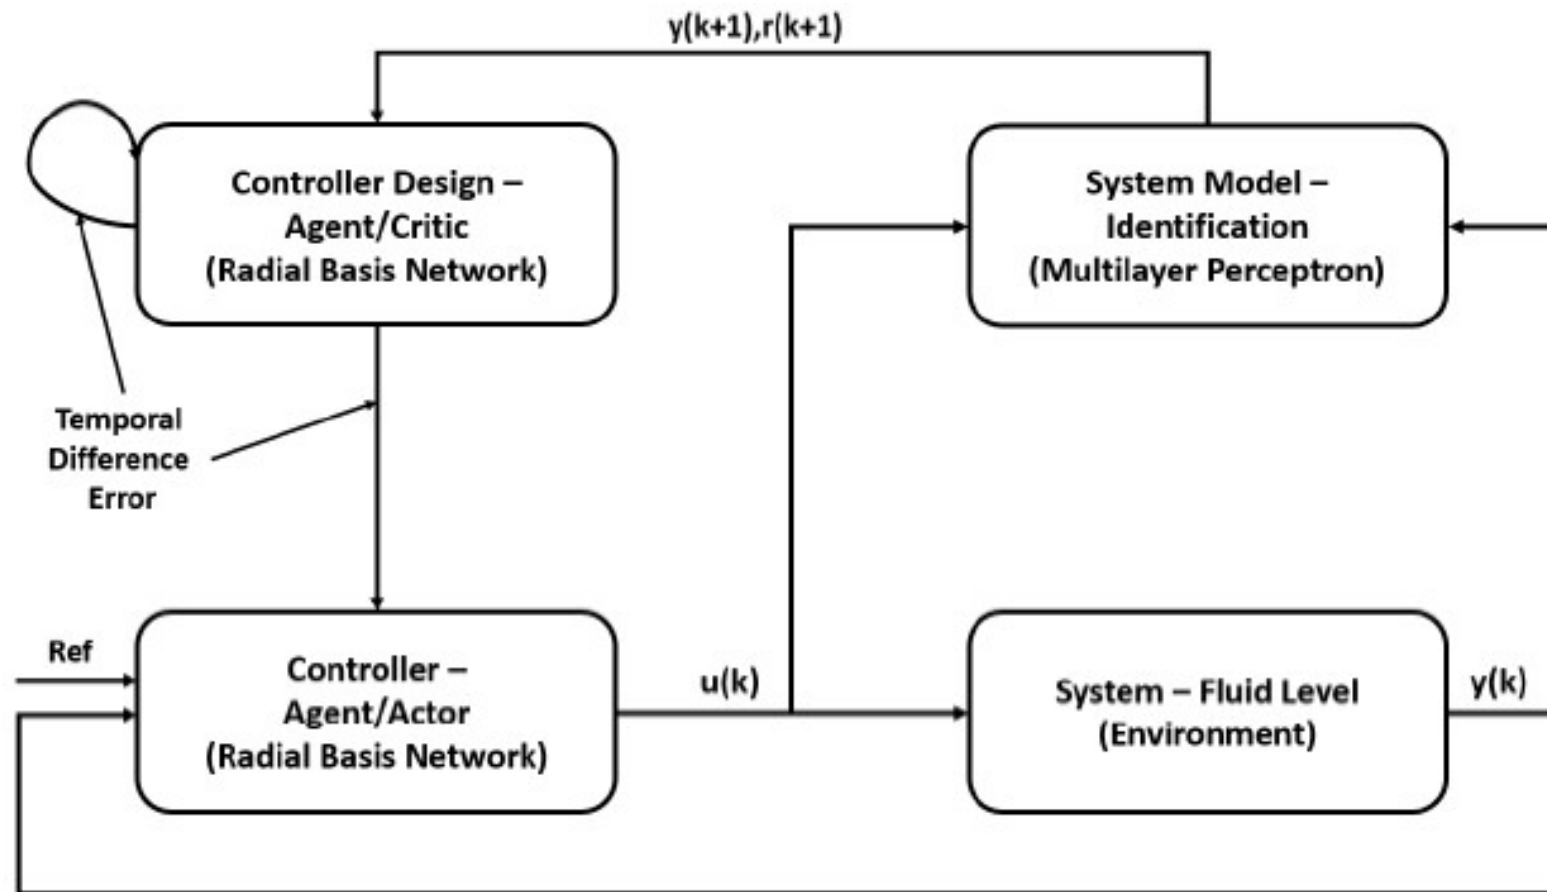 y(k+1),r(k+1)
Controller Design –
Agent/Critic
(Radial Basis Network)
System Model –
Identification
(Multilayer Perceptron)
Temporal
Difference
Error
Ref
Controller –
Agent/Actor
(Radial Basis Network)
u(k)
System – Fluid Level
(Environment)
y(k)